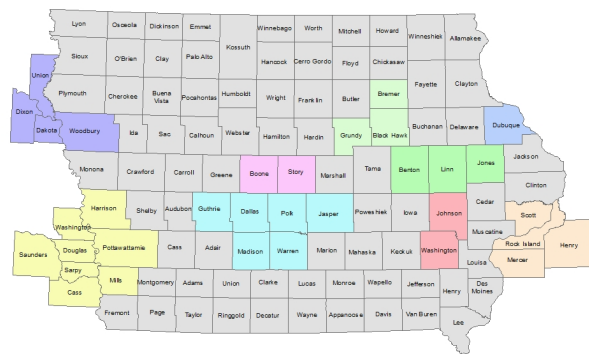 Lyon Osceola Dickinson Emmet Winnebago Worth Mitchell Howard Winneshiek Allamakee
Kossuth
Sioux O'Brien Clay Palo Alto Hancock Cerro Gordo Floyd Chickasaw
Union Plymouth Cherokee Buena Vista Pocahontas Humboldt Wright Franklin Butler Bremer Fayette Clayton
Dixon Dakota Woodbury Ida Sac Calhoun Webster Hamilton Hardin Grundy Black Hawk Buchanan Delaware Dubuque
Monona Crawford Carroll Greene Boone Story Marshall Tama Benton Linn Jones Jackson
Clinton
Harrison Shelby Audubon Guthrie Dallas Polk Jasper Poweshiek Iowa Johnson Cedar Scott
Washington Muscatine
Saunders Douglas Pottawattamie Cass Adair Madison Warren Marion Mahaska Keokuk Washington Louisa Rock Island Henry
Sarpy Mercer
Cass Mills Montgomery Adams Union Clarke Lucas Monroe Wapello Jefferson Henry Des Moines
Fremont Page Taylor Ringgold Decatur Wayne Appanoose Davis Van Buren Lee